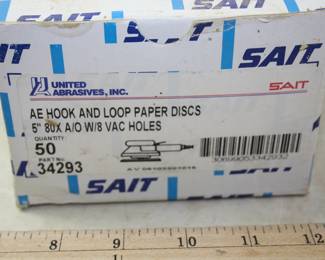 SAIT
SAIT
UNITED
ABRASIVES, INC.
SAIT
AE HOOK AND LOOP PAPER DISCS
5" 80X A/O W/8 VAC HOLES
QUANTITY
50
PART No.
34293
SAIT
SAIT
8 9 10 11 12